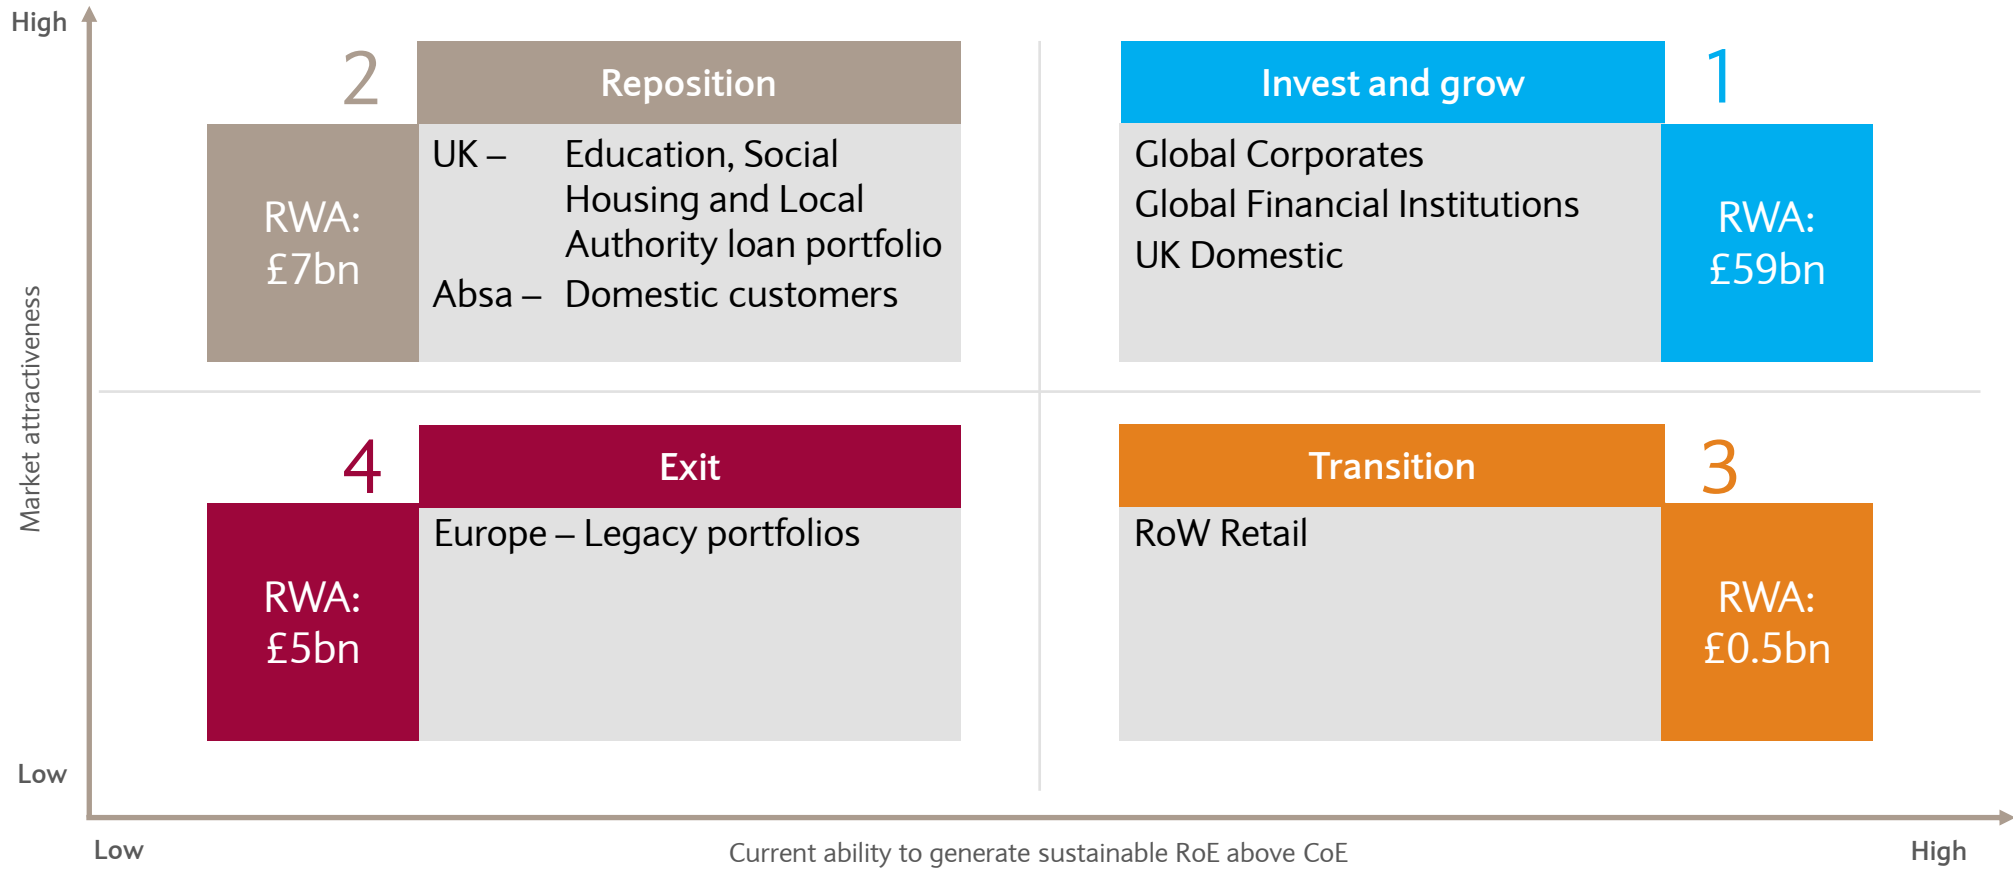 High
2
Reposition
RWA:
£7bn
UK – Education, Social
Housing and Local
Authority loan portfolio
Absa – Domestic customers
Invest and grow
1
Global Corporates
Global Financial Institutions
UK Domestic
RWA:
£59bn
Market attractiveness
4
Exit
RWA:
£5bn
Europe – Legacy portfolios
Transition
3
RoW Retail
RWA:
£0.5bn
Low
Low
Current ability to generate sustainable RoE above CoE
High